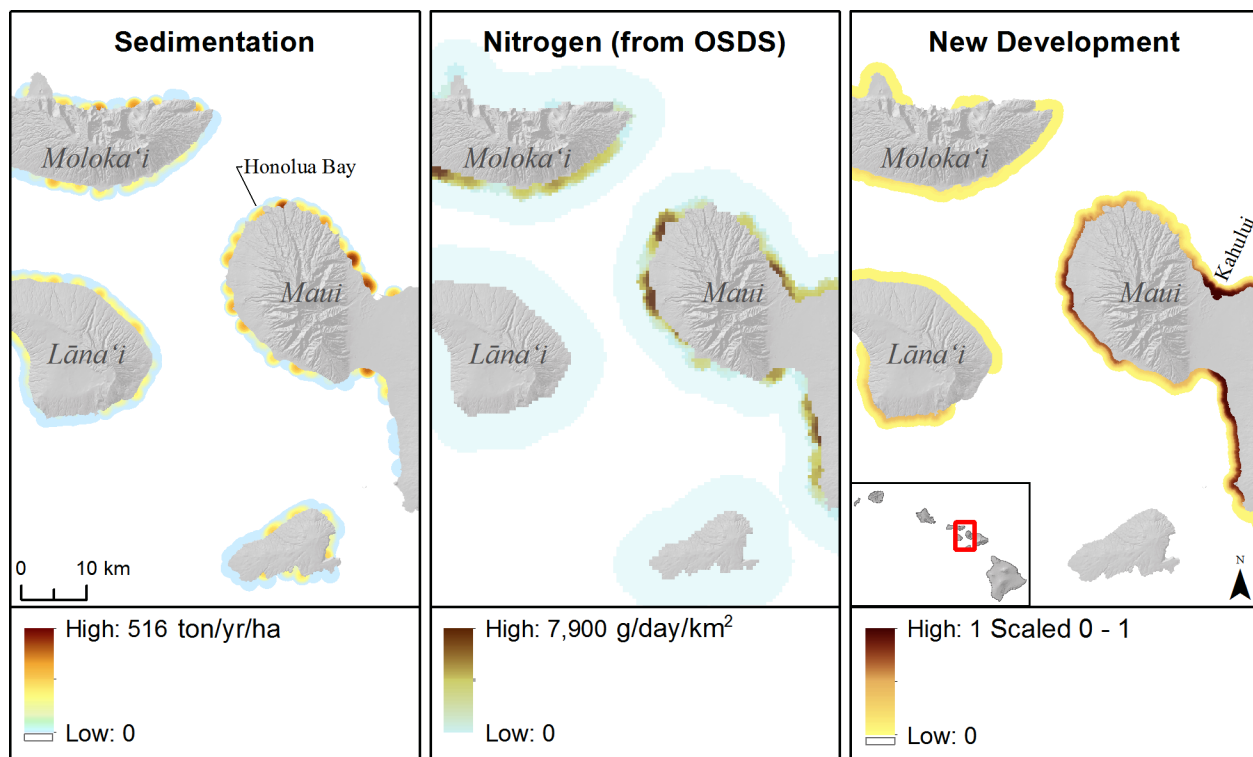 Sedimentation
Moloka‘i
Honolua Bay
Maui
Lāna‘i
0 10 km
High: 516 ton/yr/ha
Low: 0
Nitrogen (from OSDS)
Moloka‘i
Maui
Lāna‘i
High: 7,900 g/day/km²
Low: 0
New Development
Moloka‘i
Kahului
Maui
Lāna‘i
N
High: 1 Scaled 0 - 1
Low: 0